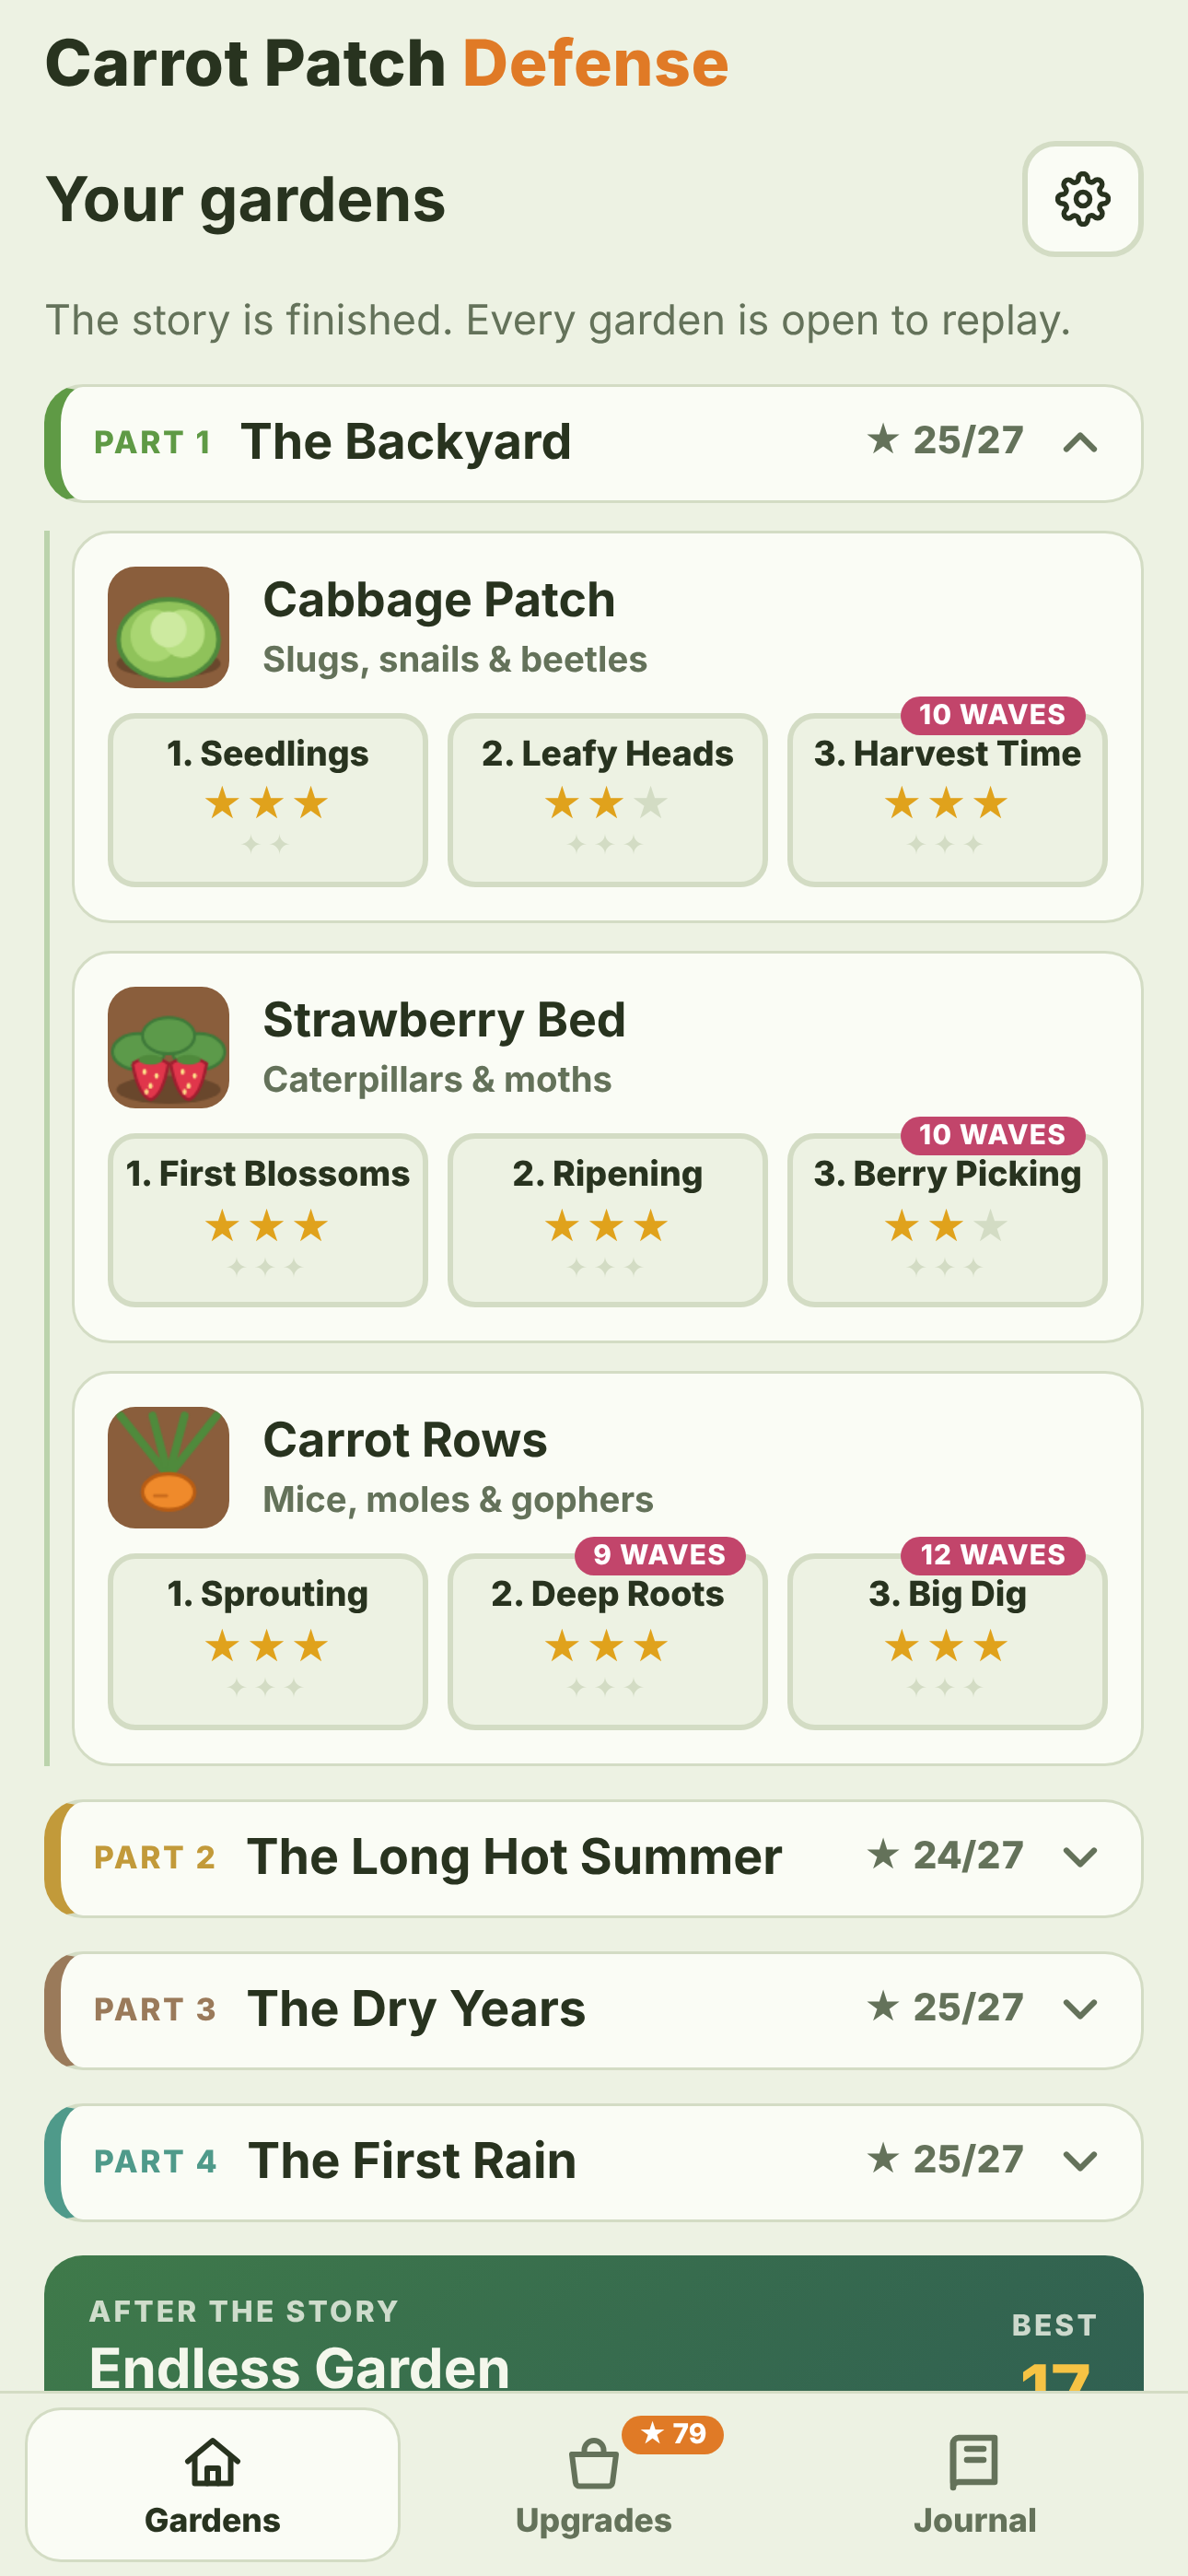 Carrot Patch Defense
Your gardens
The story is finished. Every garden is open to replay.
PART 1 The Backyard ★ 25/27
Cabbage Patch
Slugs, snails & beetles
10 WAVES
1. Seedlings 2. Leafy Heads 3. Harvest Time
Strawberry Bed
Caterpillars & moths
10 WAVES
1. First Blossoms 2. Ripening 3. Berry Picking
Carrot Rows
Mice, moles & gophers
9 WAVES 12 WAVES
1. Sprouting 2. Deep Roots 3. Big Dig
PART 2 The Long Hot Summer ★ 24/27
PART 3 The Dry Years ★ 25/27
PART 4 The First Rain ★ 25/27
AFTER THE STORY
BEST
Endless Garden
17
★ 79
Gardens Upgrades Journal